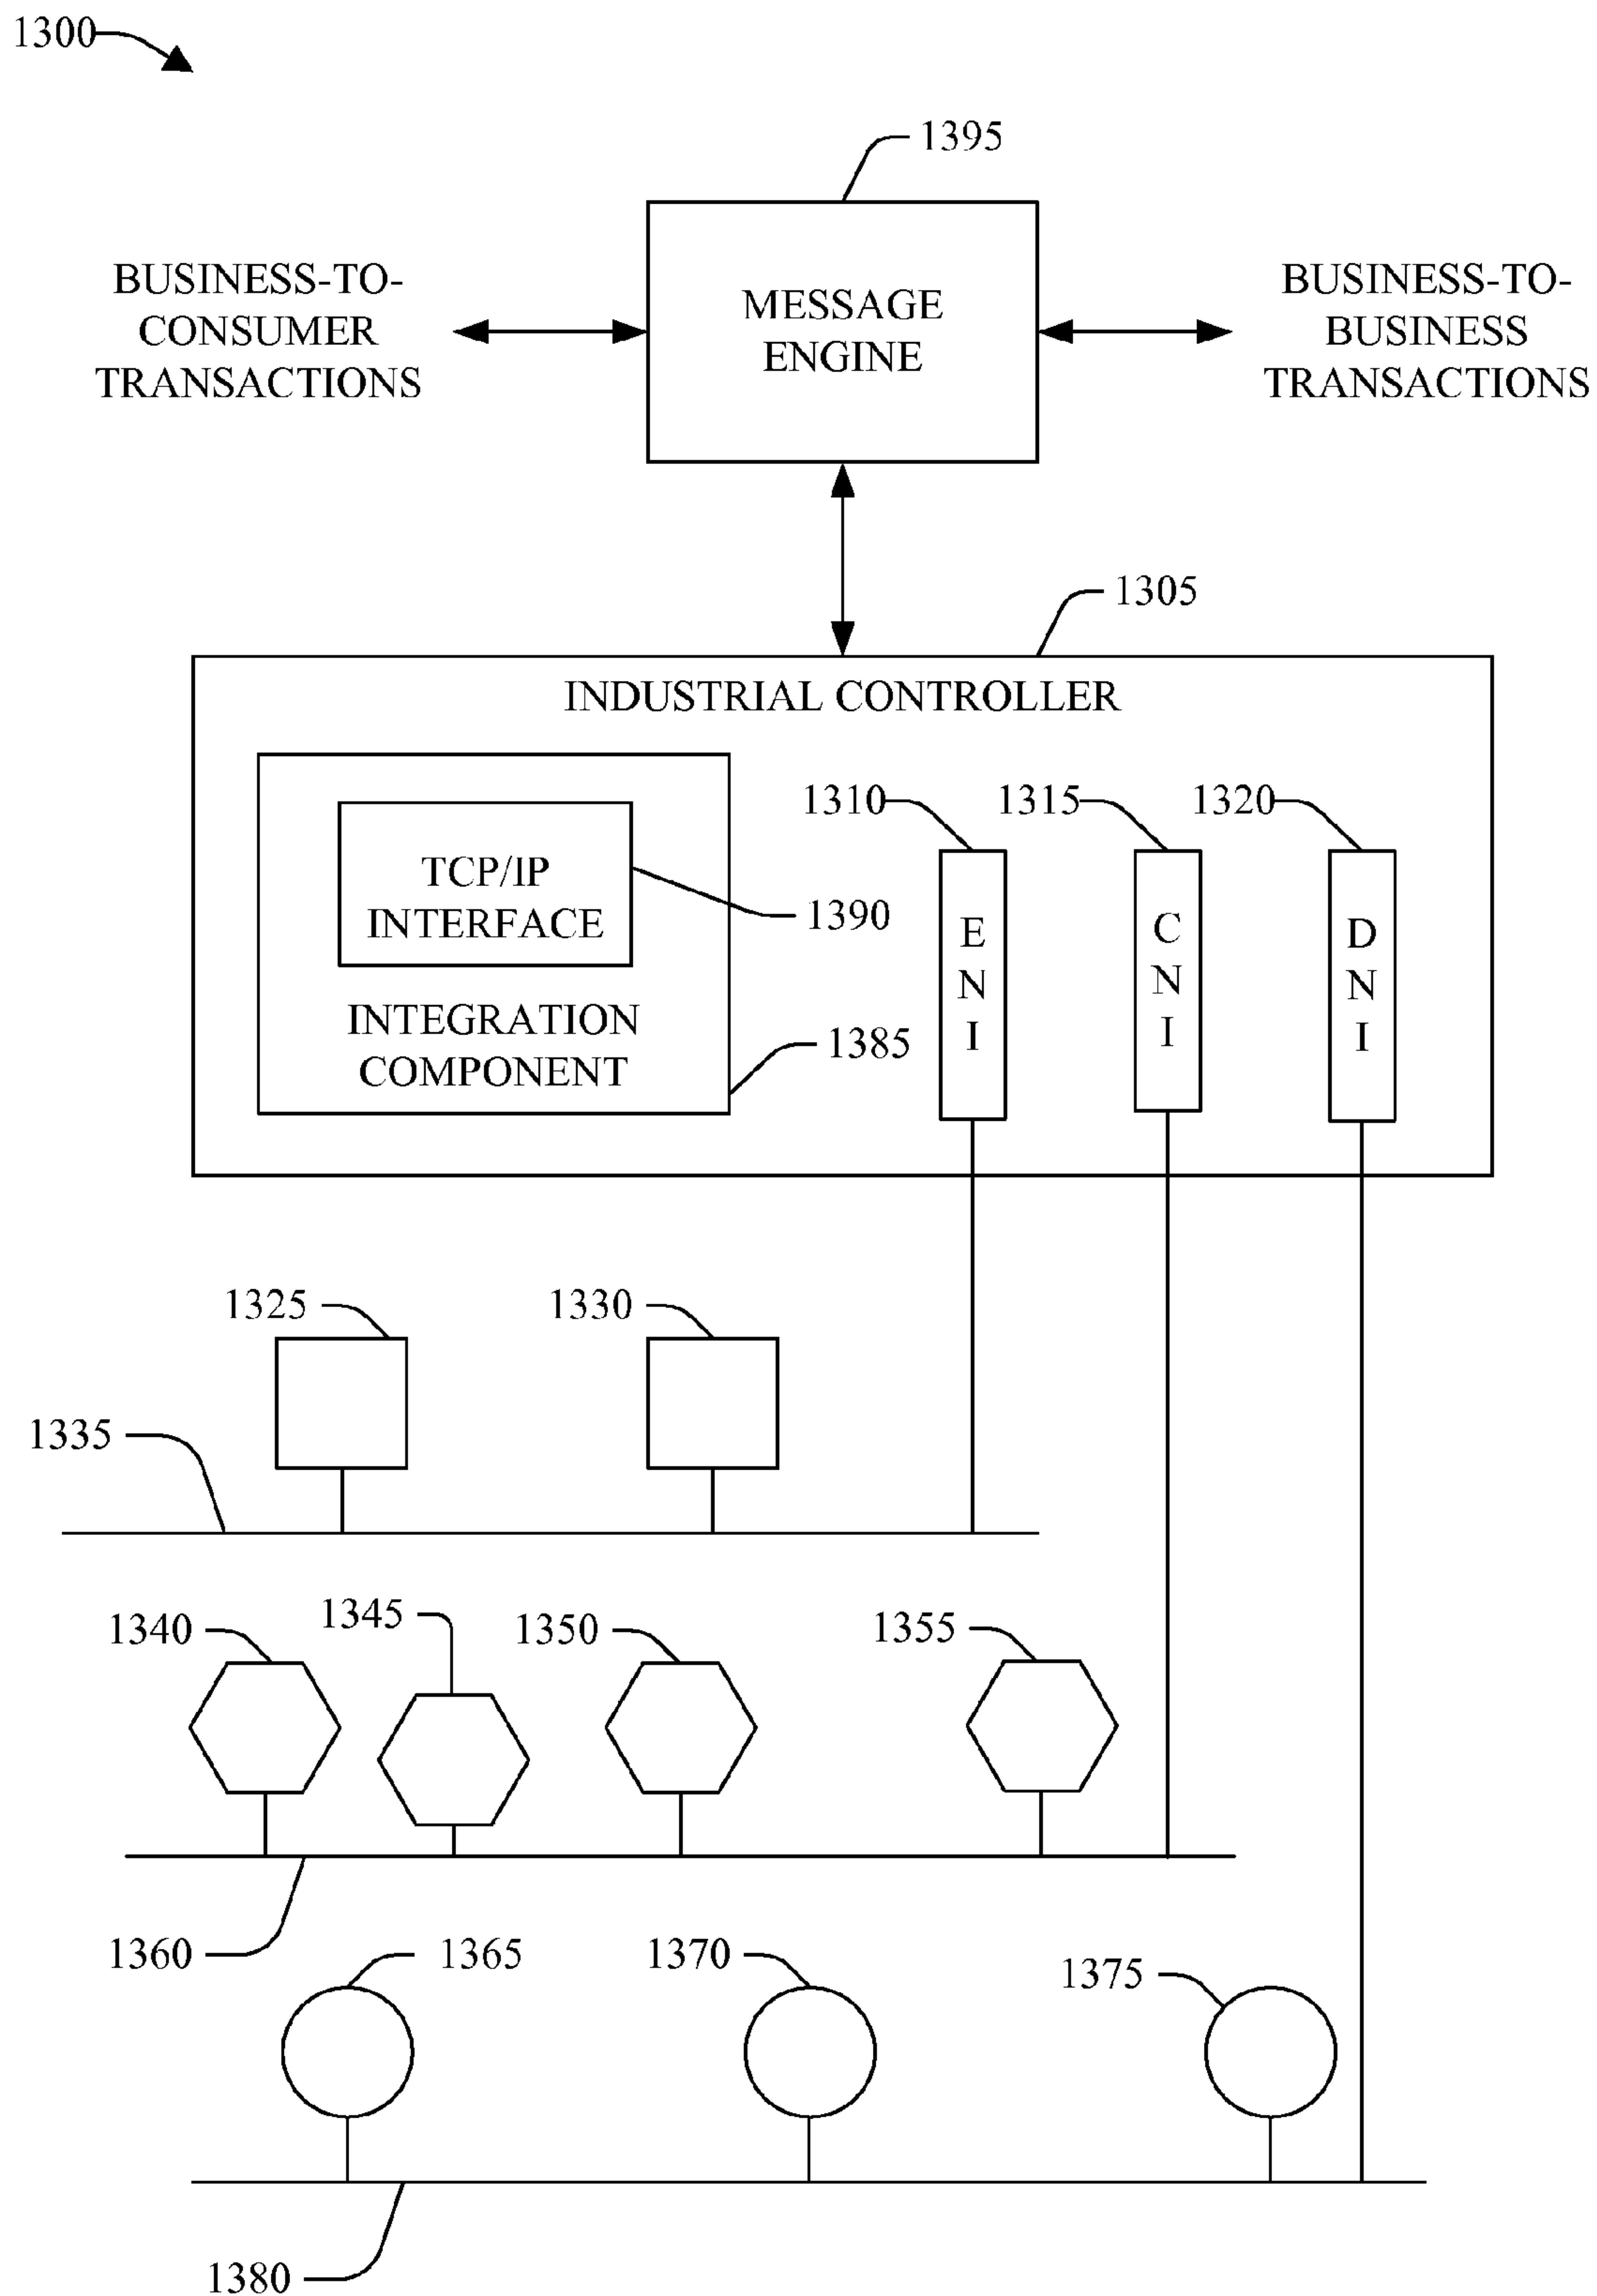 1300
1395
BUSINESS-TO-
CONSUMER
TRANSACTIONS
MESSAGE
ENGINE
BUSINESS-TO-
BUSINESS
TRANSACTIONS
1305
INDUSTRIAL CONTROLLER
1310
1315
1320
TCP/IP
INTERFACE
1390
INTEGRATION
COMPONENT
1385
E
N
I
C
N
I
D
N
I
1325
1330
1335
1340
1345
1350
1355
1360
1365
1370
1375
1380